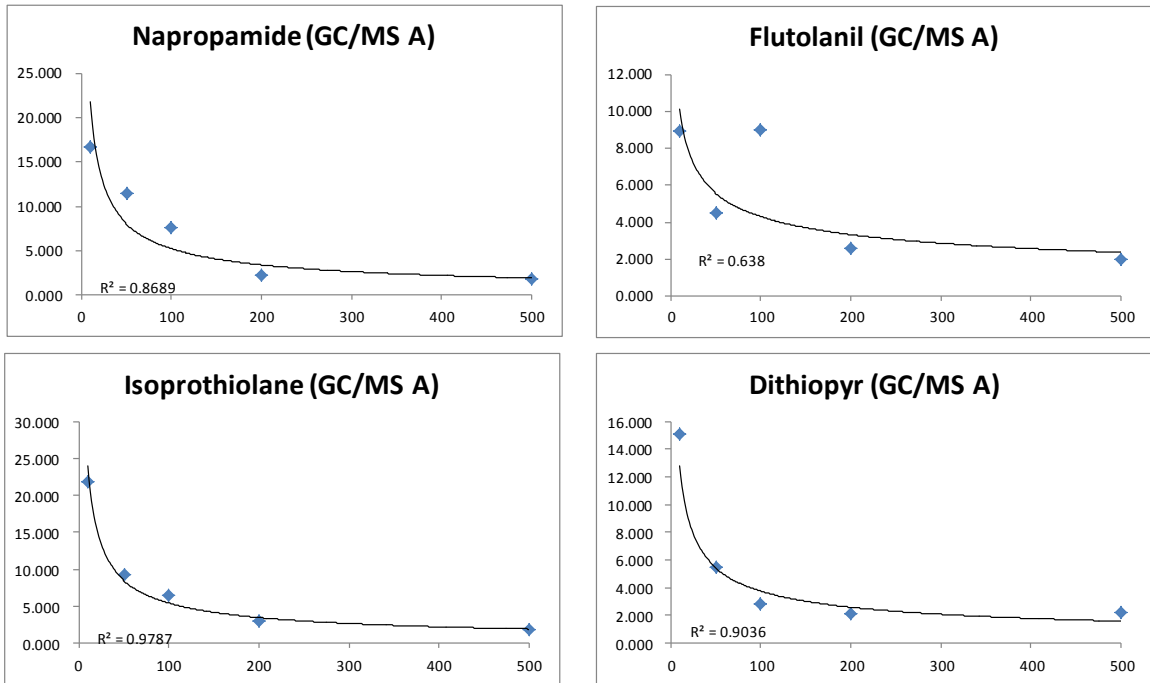 Napropamide (GC/MS A)
25.000
20.000
15.000
10.000
5.000
0.000
R² = 0.8689
0 100 200 300 400 500
Flutolanil (GC/MS A)
12.000
10.000
8.000
6.000
4.000
2.000
0.000
R² = 0.638
0 100 200 300 400 500
Isoprothiolane (GC/MS A)
30.000
25.000
20.000
15.000
10.000
5.000
0.000
R² = 0.9787
0 100 200 300 400 500
Dithiopyr (GC/MS A)
16.000
14.000
12.000
10.000
8.000
6.000
4.000
2.000
0.000
R² = 0.9036
0 100 200 300 400 500